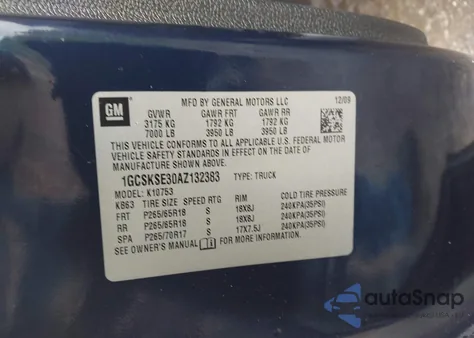 GM
MFD BY GENERAL MOTORS LLC 12/09
GVWR GAWR FRT GAWR RR
3175 KG 1792 KG 1792 KG
7000 LB 3950 LB 3950 LB
THIS VEHICLE CONFORMS TO ALL APPLICABLE U.S. FEDERAL MOTOR VEHICLE SAFETY STANDARDS IN EFFECT ON THE DATE OF
MANUFACTURE SHOWN ABOVE.
1GCSKSE30AZ132383 TYPE: TRUCK
MODEL: K10753
KB63 TIRE SIZE SPEED RTG RIM COLD TIRE PRESSURE
FRT P265/65R18 S 18X8J 240KPA(35PSI)
RR P265/65R18 S 18X8J 240KPA(35PSI)
SPA P265/70R17 S 17X7.5J 240KPA(35PSI)
SEE OWNER'S MANUAL FOR MORE INFORMATION.
autoSnap